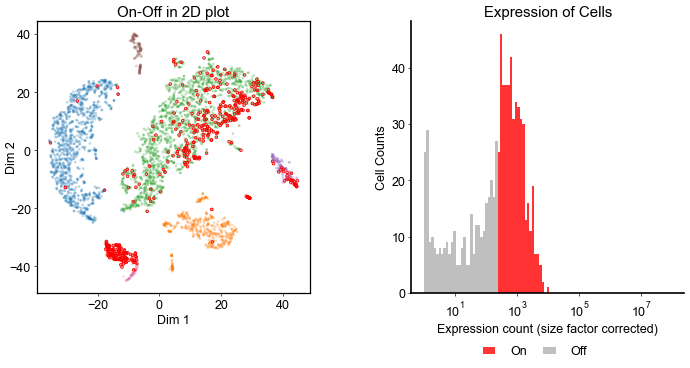 On-Off in 2D plot
Expression of Cells
40
20
0
−20
−40
Dim 2
−20
0
20
40
Dim 1
40
30
20
10
0
Cell Counts
10^1
10^3
10^5
10^7
Expression count (size factor corrected)
On
Off